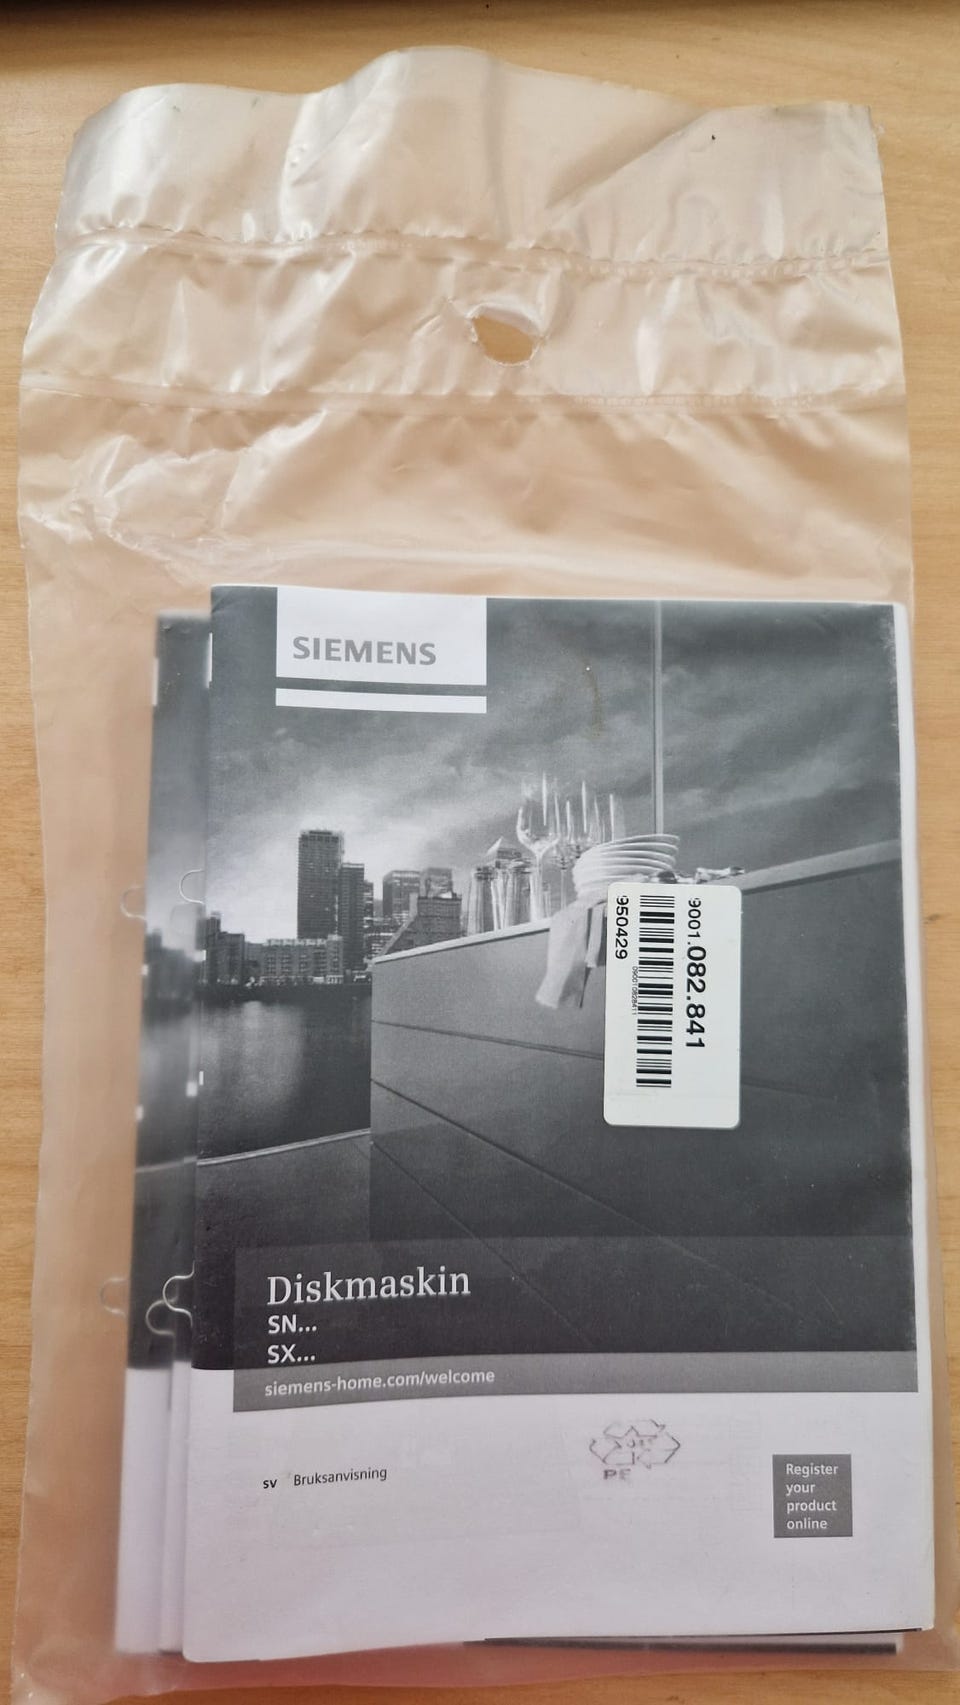 SIEMENS
9001.082.841
950429
Diskmaskin
SN...
SX...
siemens-home.com/welcome
sv Bruksanvisning
PE
Register
your
product
online